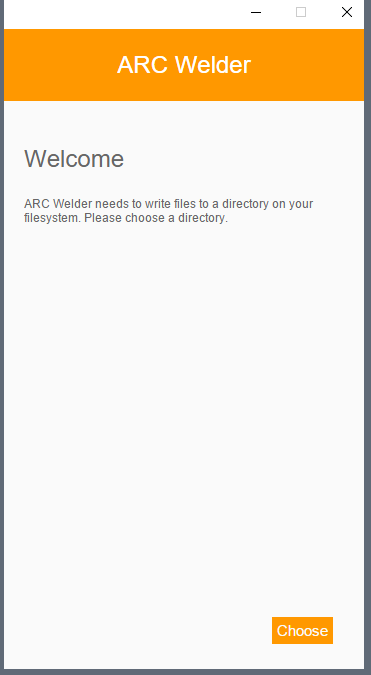 ARC Welder
Welcome
ARC Welder needs to write files to a directory on your
filesystem. Please choose a directory.
Choose